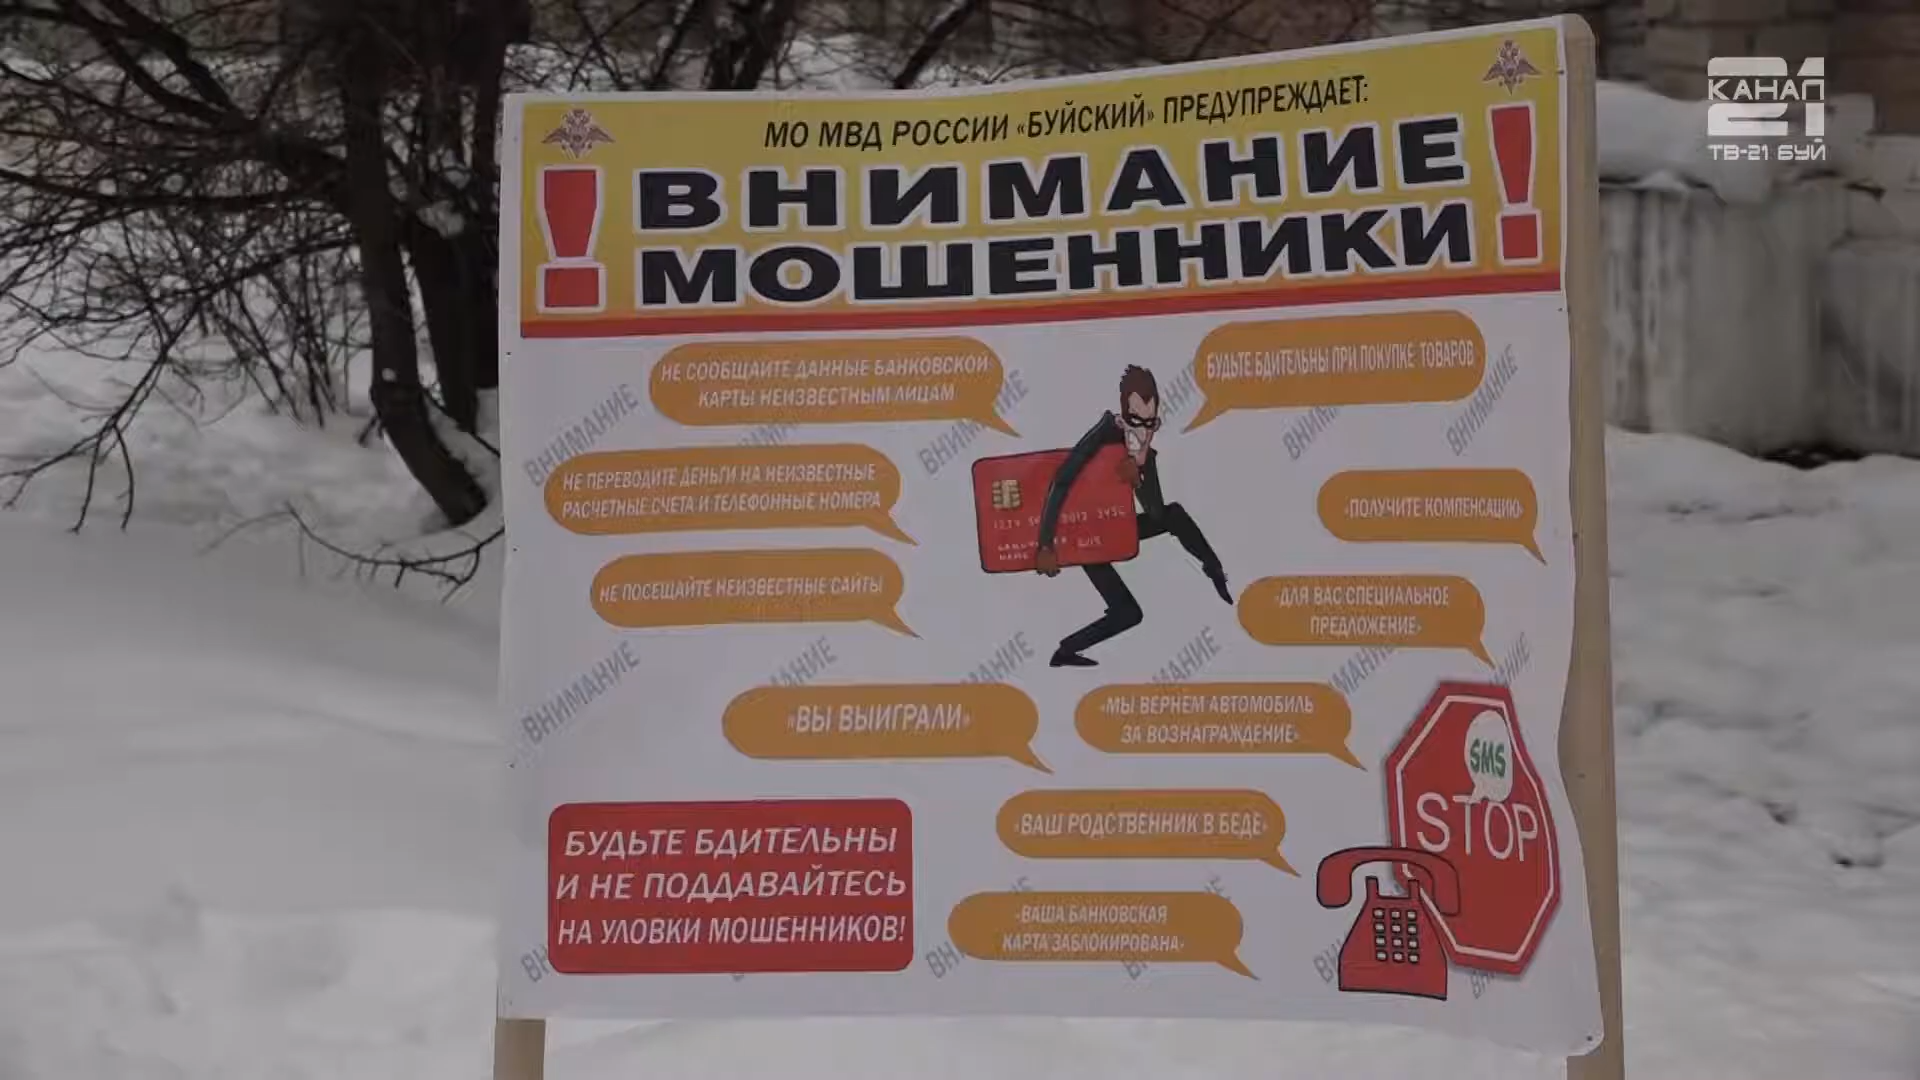 КАНАЛ
21
ТВ-21 БУЙ
МО МВД РОССИИ «БУЙСКИЙ» ПРЕДУПРЕЖДАЕТ:
! ВНИМАНИЕ !
МОШЕННИКИ
НЕ СООБЩАЙТЕ ДАННЫЕ БАНКОВСКОЙ
КАРТЫ НЕИЗВЕСТНЫМ ЛИЦАМ
БУДЬТЕ БДИТЕЛЬНЫ ПРИ ПОКУПКЕ ТОВАРОВ
НЕ ПЕРЕВОДИТЕ ДЕНЬГИ НА НЕИЗВЕСТНЫЕ
РАСЧЕТНЫЕ СЧЕТА И ТЕЛЕФОННЫЕ НОМЕРА
«ПОЛУЧИТЕ КОМПЕНСАЦИЮ»
НЕ ПОСЕЩАЙТЕ НЕИЗВЕСТНЫЕ САЙТЫ
«ДЛЯ ВАС СПЕЦИАЛЬНОЕ
ПРЕДЛОЖЕНИЕ»
«ВЫ ВЫИГРАЛИ»
«МЫ ВЕРНЕМ АВТОМОБИЛЬ
ЗА ВОЗНАГРАЖДЕНИЕ»
SMS
STOP
«ВАШ РОДСТВЕННИК В БЕДЕ»
БУДЬТЕ БДИТЕЛЬНЫ
И НЕ ПОДДАВАЙТЕСЬ
НА УЛОВКИ МОШЕННИКОВ!
«ВАША БАНКОВСКАЯ
КАРТА ЗАБЛОКИРОВАНА»
ВНИМАНИЕ
ВНИМАНИЕ
ВНИМАНИЕ